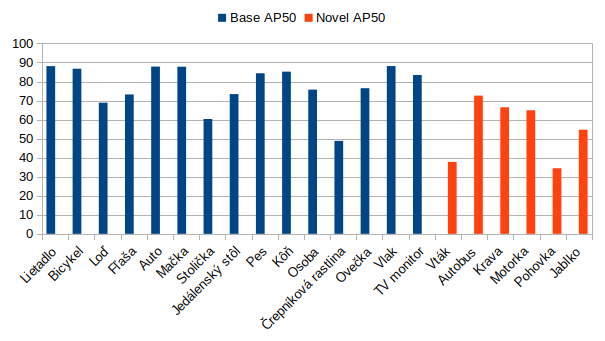 Base AP50 Novel AP50
100
90
80
70
60
50
40
30
20
10
0
Lietadlo
Bicykel
Loď
Fľaša
Auto
Mačka
Stolička
Jedálenský stôl
Pes
Kôň
Osoba
Črepníková rastlina
Ovečka
Vlak
TV monitor
Vták
Autobus
Krava
Motorka
Pohovka
Jablko